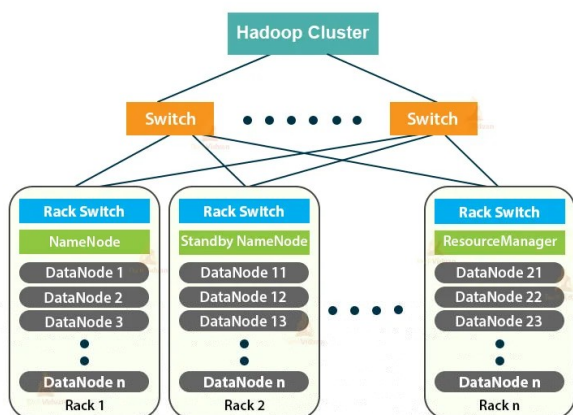 Hadoop Cluster
Switch
Switch
Rack Switch
NameNode
DataNode 1
DataNode 2
DataNode 3
DataNode n
Rack 1
Rack Switch
Standby NameNode
DataNode 11
DataNode 12
DataNode 13
DataNode n
Rack 2
Rack Switch
ResourceManager
DataNode 21
DataNode 22
DataNode 23
DataNode n
Rack n